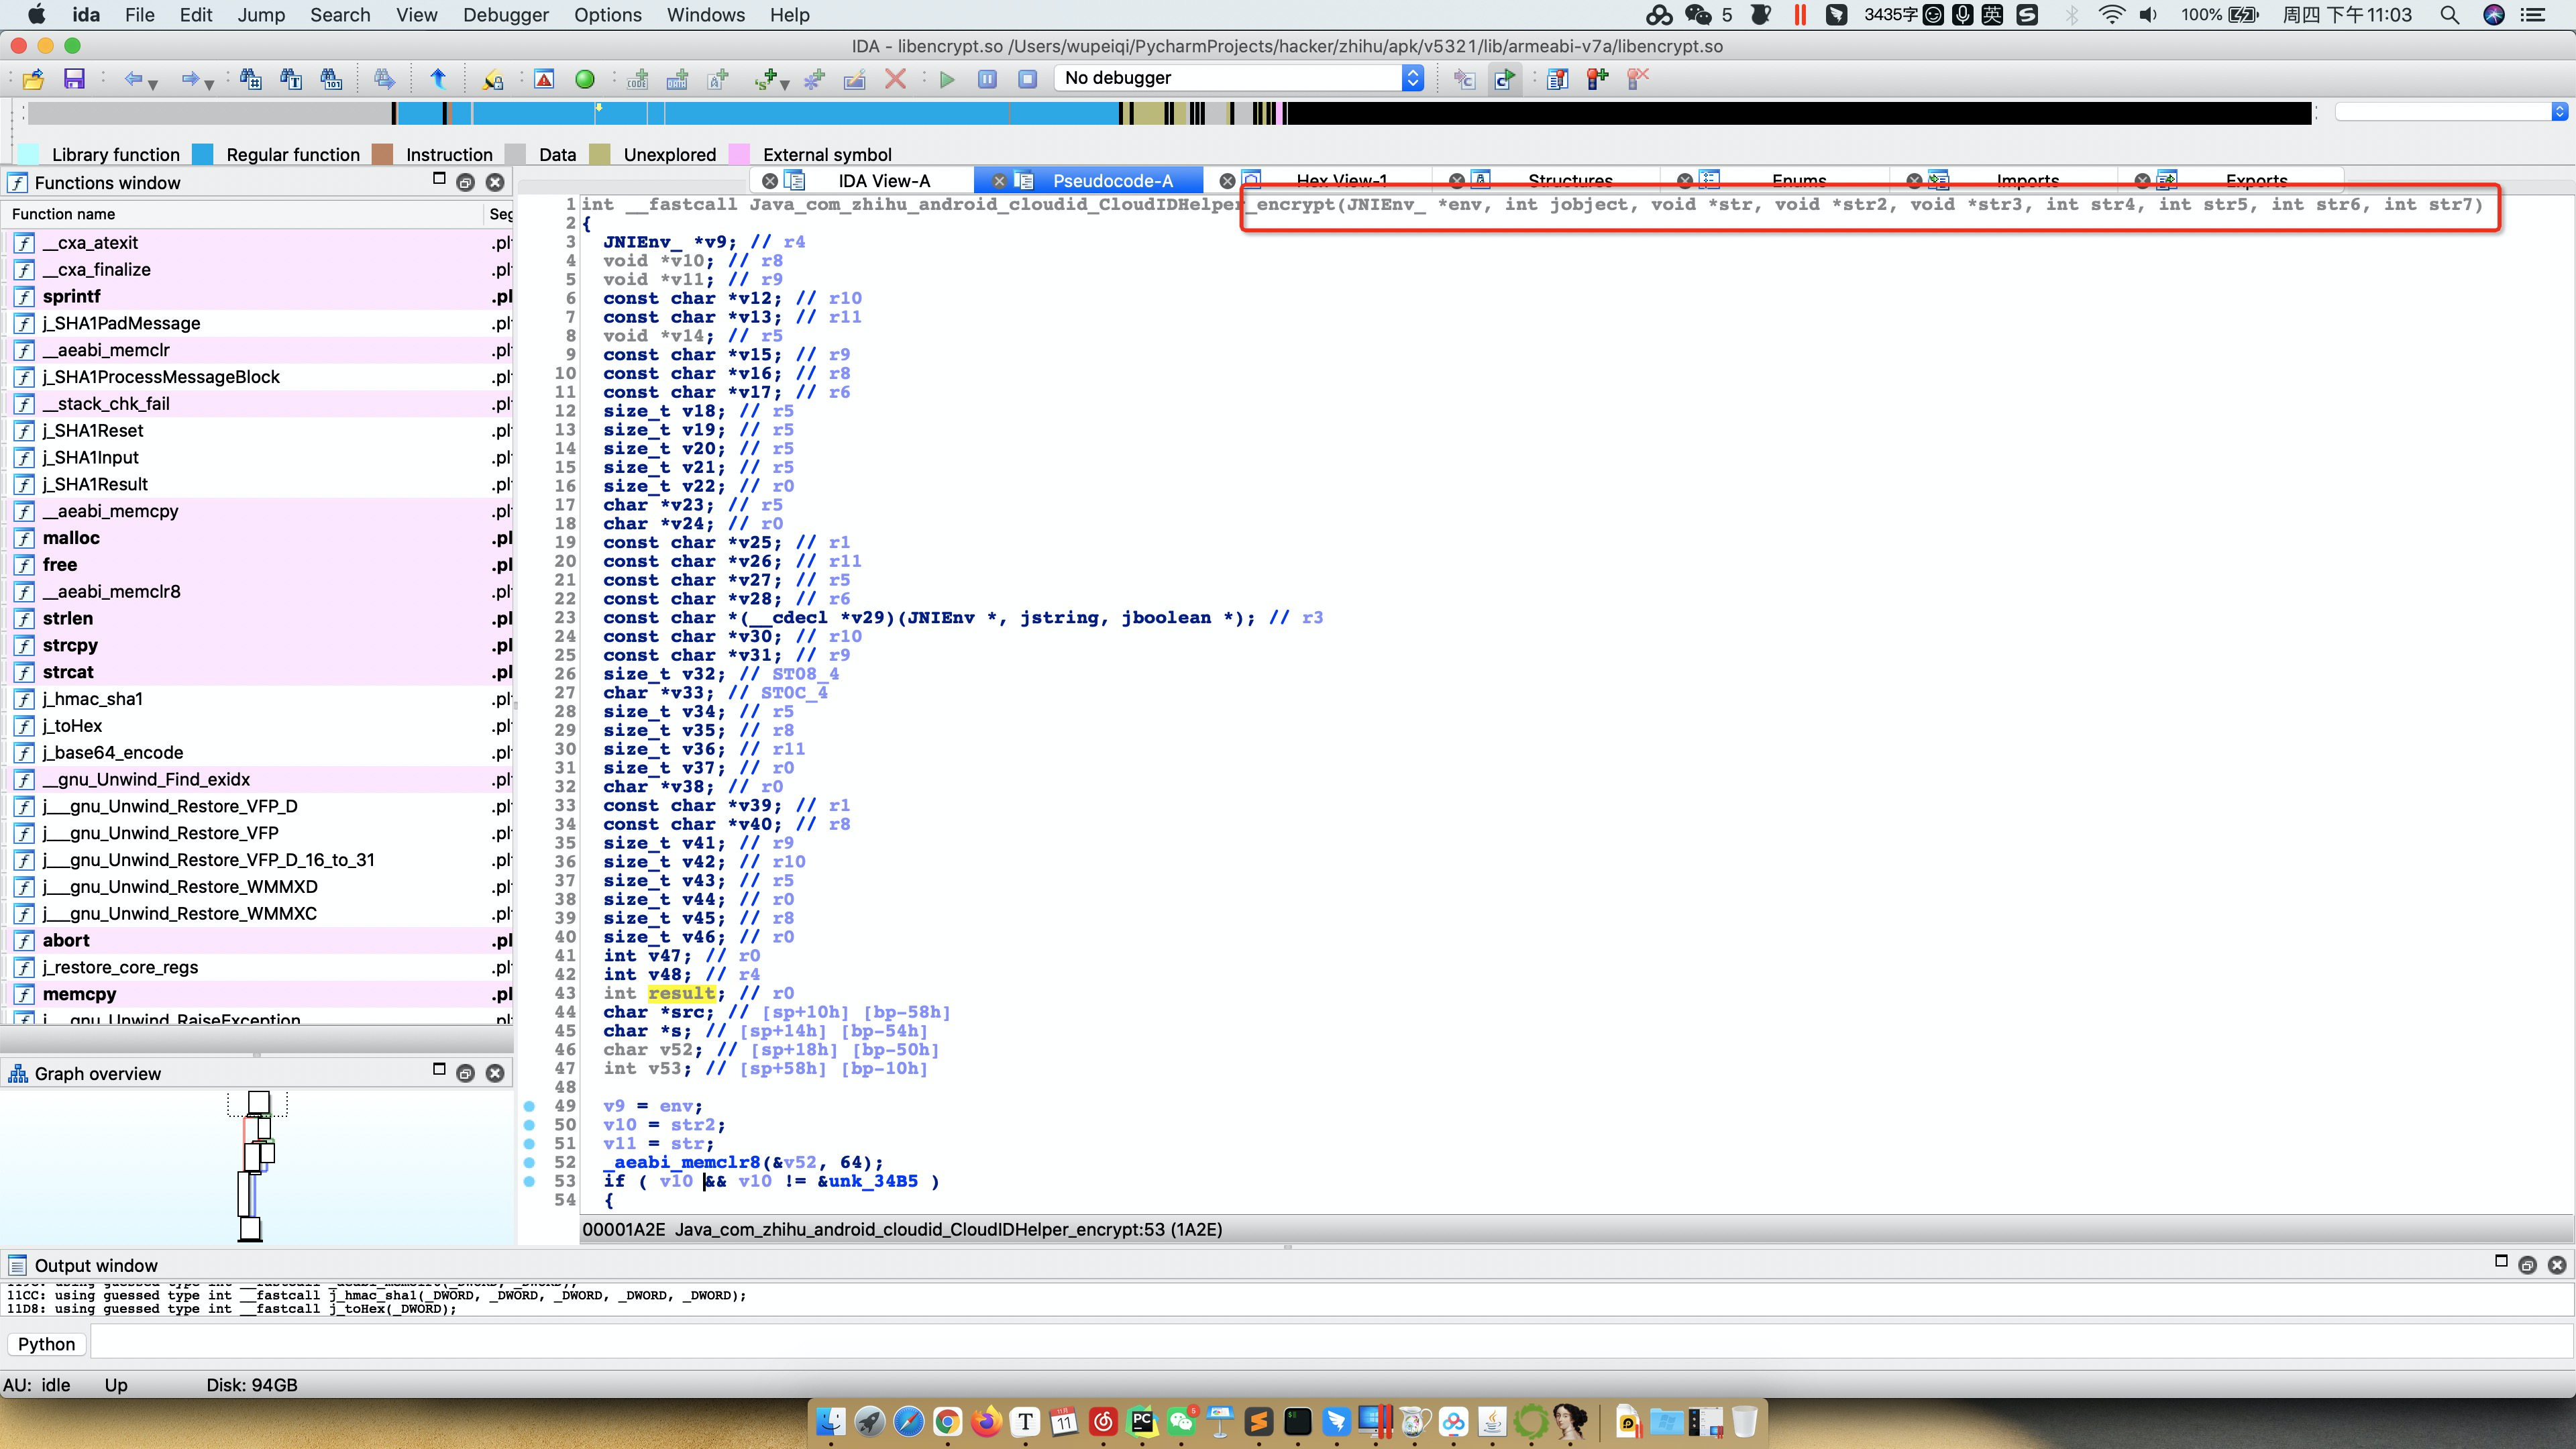 ida File Edit Jump Search View Debugger Options Windows Help 5 3435字 英 100% 周四 下午11:03
IDA - libencrypt.so /Users/wupeiqi/PycharmProjects/hacker/zhihu/apk/v5321/lib/armeabi-v7a/libencrypt.so
No debugger
Library function Regular function Instruction Data Unexplored External symbol
Functions window
Function name Seg
__cxa_atexit .pl
__cxa_finalize .pl
sprintf .pl
j_SHA1PadMessage .pl
__aeabi_memclr .pl
j_SHA1ProcessMessageBlock .pl
__stack_chk_fail .pl
j_SHA1Reset .pl
j_SHA1Input .pl
j_SHA1Result .pl
__aeabi_memcpy .pl
malloc .pl
free .pl
__aeabi_memclr8 .pl
strlen .pl
strcpy .pl
strcat .pl
j_hmac_sha1 .pl
j_toHex .pl
j_base64_encode .pl
__gnu_Unwind_Find_exidx .pl
j___gnu_Unwind_Restore_VFP_D .pl
j___gnu_Unwind_Restore_VFP .pl
j___gnu_Unwind_Restore_VFP_D_16_to_31 .pl
j___gnu_Unwind_Restore_WMMXD .pl
j___gnu_Unwind_Restore_WMMXC .pl
abort .pl
j_restore_core_regs .pl
memcpy .pl
j___gnu_Unwind_RaiseException .pl
Graph overview
IDA View-A Pseudocode-A Hex View-1 Structures Enums Imports Exports
1 int __fastcall Java_com_zhihu_android_cloudid_CloudIDHelper_encrypt(JNIEnv_ *env, int jobject, void *str, void *str2, void *str3, int str4, int str5, int str6, int str7)
2 {
3 JNIEnv_ *v9; // r4
4 void *v10; // r8
5 void *v11; // r9
6 const char *v12; // r10
7 const char *v13; // r11
8 void *v14; // r5
9 const char *v15; // r9
10 const char *v16; // r8
11 const char *v17; // r6
12 size_t v18; // r5
13 size_t v19; // r5
14 size_t v20; // r5
15 size_t v21; // r5
16 size_t v22; // r0
17 char *v23; // r5
18 char *v24; // r0
19 const char *v25; // r1
20 const char *v26; // r11
21 const char *v27; // r5
22 const char *v28; // r6
23 const char *(__cdecl *v29)(JNIEnv *, jstring, jboolean *); // r3
24 const char *v30; // r10
25 const char *v31; // r9
26 size_t v32; // ST08_4
27 char *v33; // ST0C_4
28 size_t v34; // r5
29 size_t v35; // r8
30 size_t v36; // r11
31 size_t v37; // r0
32 char *v38; // r0
33 const char *v39; // r1
34 const char *v40; // r8
35 size_t v41; // r9
36 size_t v42; // r10
37 size_t v43; // r5
38 size_t v44; // r0
39 size_t v45; // r8
40 size_t v46; // r0
41 int v47; // r0
42 int v48; // r4
43 int result; // r0
44 char *src; // [sp+10h] [bp-58h]
45 char *s; // [sp+14h] [bp-54h]
46 char v52; // [sp+18h] [bp-50h]
47 int v53; // [sp+58h] [bp-10h]
48
49 v9 = env;
50 v10 = str2;
51 v11 = str;
52 _aeabi_memclr8(&v52, 64);
53 if ( v10 && v10 != &unk_34B5 )
54 {
00001A2E Java_com_zhihu_android_cloudid_CloudIDHelper_encrypt:53 (1A2E)
Output window
11CC: using guessed type int __fastcall j_hmac_sha1(_DWORD, _DWORD, _DWORD, _DWORD, _DWORD);
11D8: using guessed type int __fastcall j_toHex(_DWORD);
Python
AU: idle Up Disk: 94GB